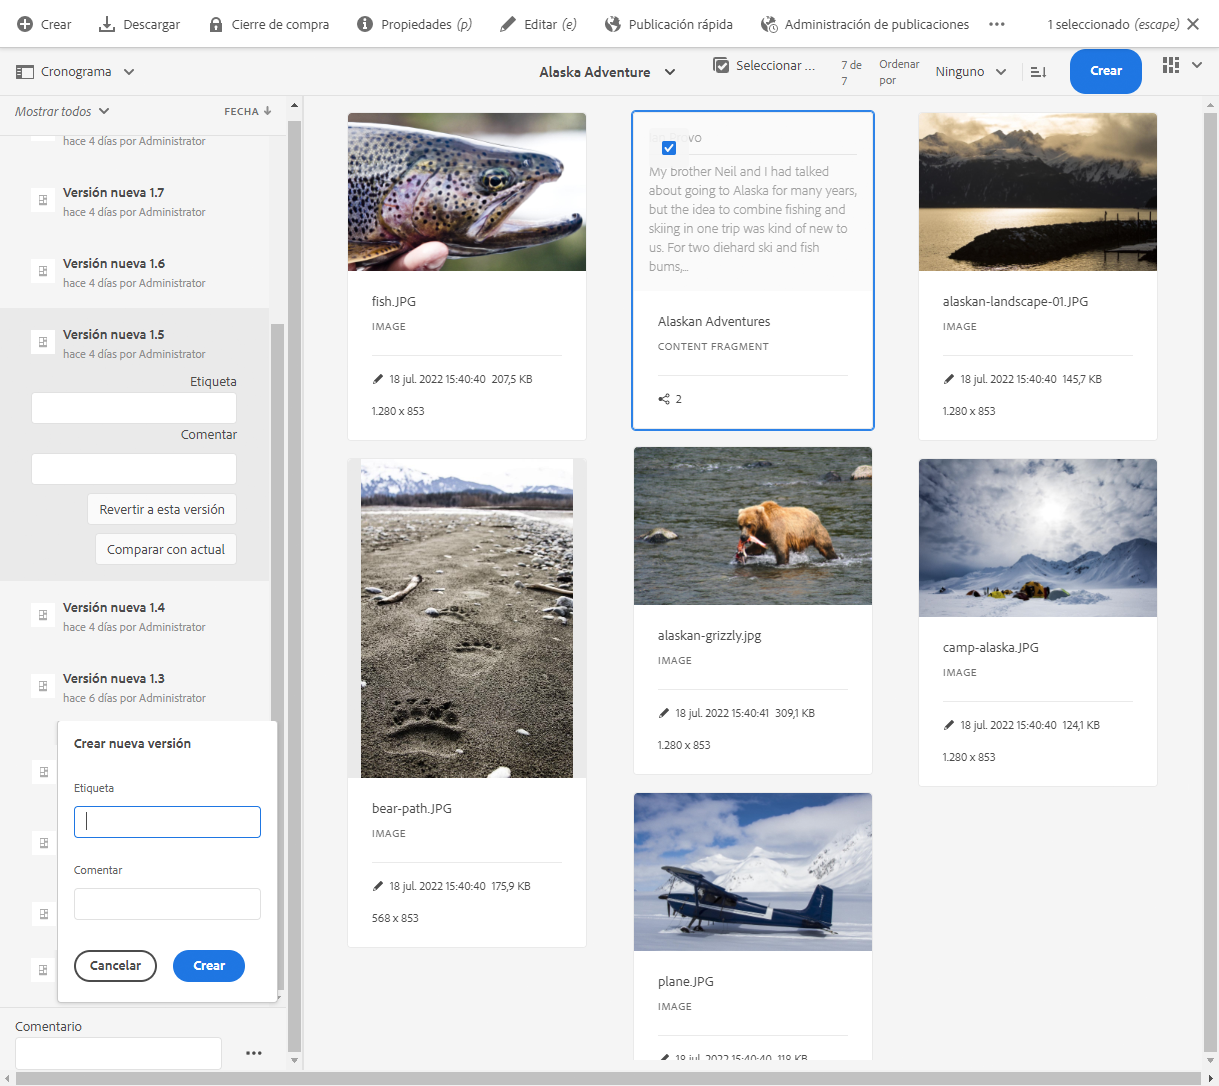 Crear Descargar Cierre de compra Propiedades (p) Editar (e) Publicación rápida Administración de publicaciones ••• 1 seleccionado (escape)
Cronograma
Alaska Adventure
Seleccionar ...
7 de
7
Ordenar
por
Ninguno
Crear
Mostrar todos
FECHA
hace 4 días por Administrator
Versión nueva 1.7
hace 4 días por Administrator
Versión nueva 1.6
hace 4 días por Administrator
Versión nueva 1.5
hace 4 días por Administrator
Etiqueta
Comentar
Revertir a esta versión
Comparar con actual
Versión nueva 1.4
hace 4 días por Administrator
Versión nueva 1.3
hace 6 días por Administrator
Crear nueva versión
Etiqueta
Comentar
Cancelar Crear
Comentario
•••
fish.JPG
IMAGE
18 jul. 2022 15:40:40 207,5 KB
1.280 x 853
My brother Neil and I had talked
about going to Alaska for many years,
but the idea to combine fishing and
skiing in one trip was kind of new to
us. For two diehard ski and fish
bums,...
Alaskan Adventures
CONTENT FRAGMENT
2
alaskan-landscape-01.JPG
IMAGE
18 jul. 2022 15:40:40 145,7 KB
1.280 x 853
bear-path.JPG
IMAGE
18 jul. 2022 15:40:40 175,9 KB
568 x 853
alaskan-grizzly.jpg
IMAGE
18 jul. 2022 15:40:41 309,1 KB
1.280 x 853
camp-alaska.JPG
IMAGE
18 jul. 2022 15:40:40 124,1 KB
1.280 x 853
plane.JPG
IMAGE
18 jul. 2022 15:40:40 118 KB